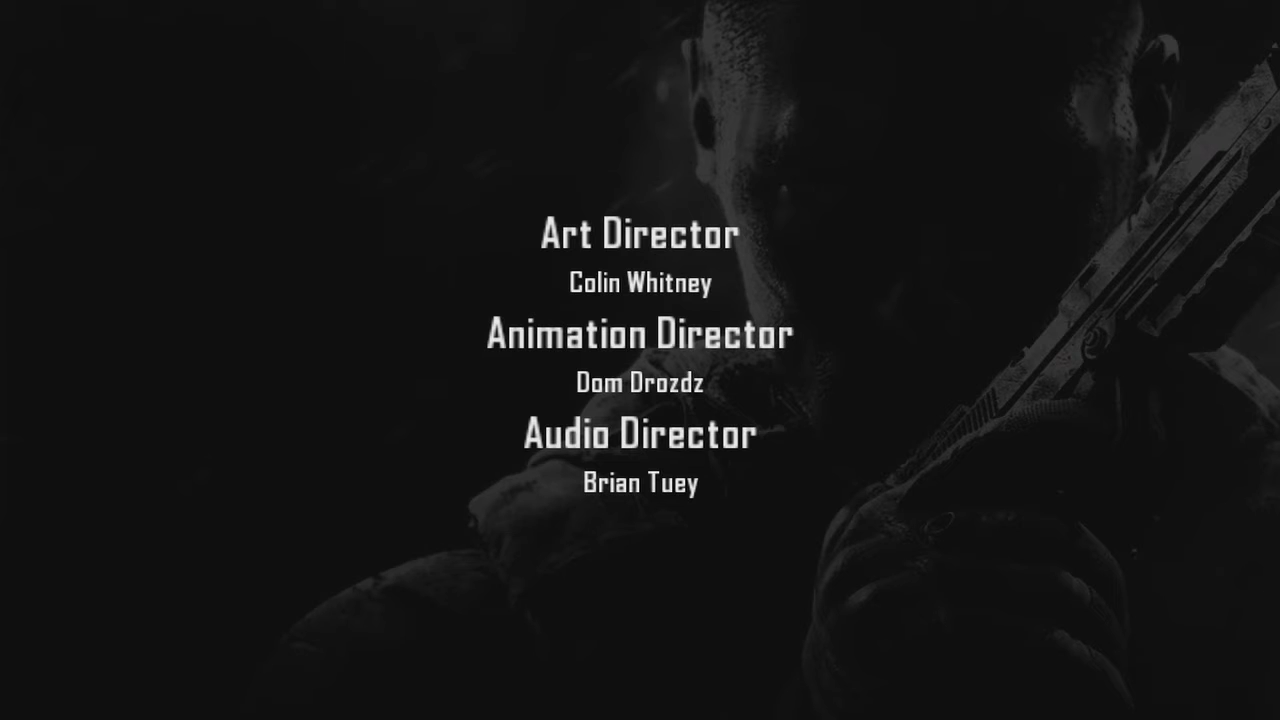 Art Director
Colin Whitney
Animation Director
Dom Drozdz
Audio Director
Brian Tuey